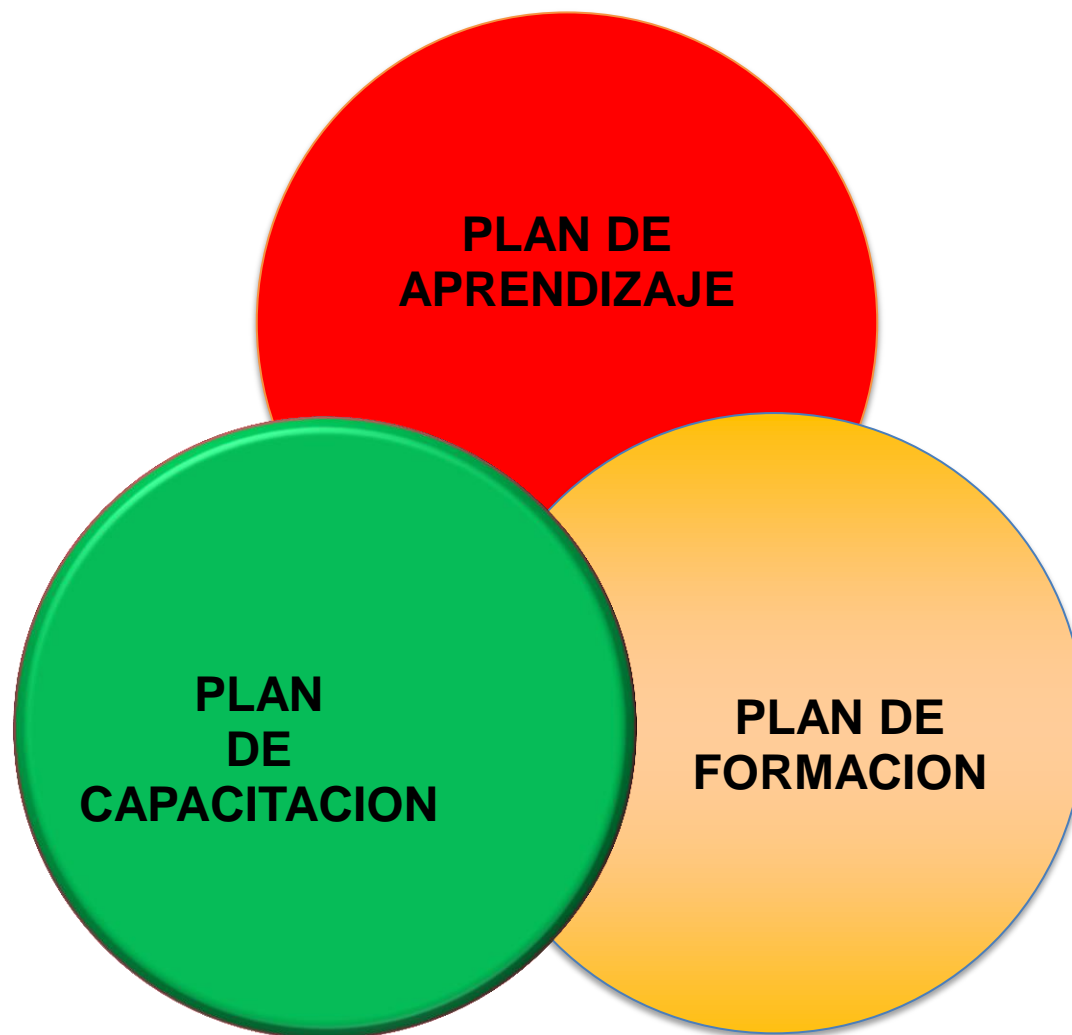 PLAN DE
APRENDIZAJE
PLAN
DE
CAPACITACION
PLAN DE
FORMACION